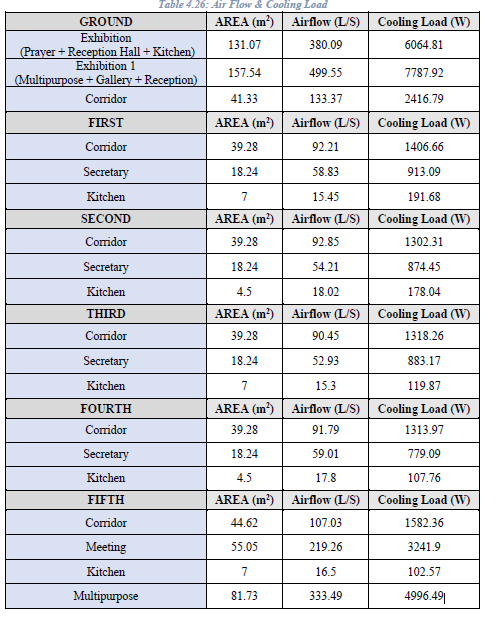 Table 4.26: Air Flow & Cooling Load
GROUND AREA (m²) Airflow (L/S) Cooling Load (W)
Exhibition
(Prayer + Reception Hall + Kitchen) 131.07 380.09 6064.81
Exhibition 1
(Multipurpose + Gallery + Reception) 157.54 499.55 7787.92
Corridor 41.33 133.37 2416.79
FIRST AREA (m²) Airflow (L/S) Cooling Load (W)
Corridor 39.28 92.21 1406.66
Secretary 18.24 58.83 913.09
Kitchen 7 15.45 191.68
SECOND AREA (m²) Airflow (L/S) Cooling Load (W)
Corridor 39.28 92.85 1302.31
Secretary 18.24 54.21 874.45
Kitchen 4.5 18.02 178.04
THIRD AREA (m²) Airflow (L/S) Cooling Load (W)
Corridor 39.28 90.45 1318.26
Secretary 18.24 52.93 883.17
Kitchen 7 15.3 119.87
FOURTH AREA (m²) Airflow (L/S) Cooling Load (W)
Corridor 39.28 91.79 1313.97
Secretary 18.24 59.01 779.09
Kitchen 4.5 17.8 107.76
FIFTH AREA (m²) Airflow (L/S) Cooling Load (W)
Corridor 44.62 107.03 1582.36
Meeting 55.05 219.26 3241.9
Kitchen 7 16.5 102.57
Multipurpose 81.73 333.49 4996.49